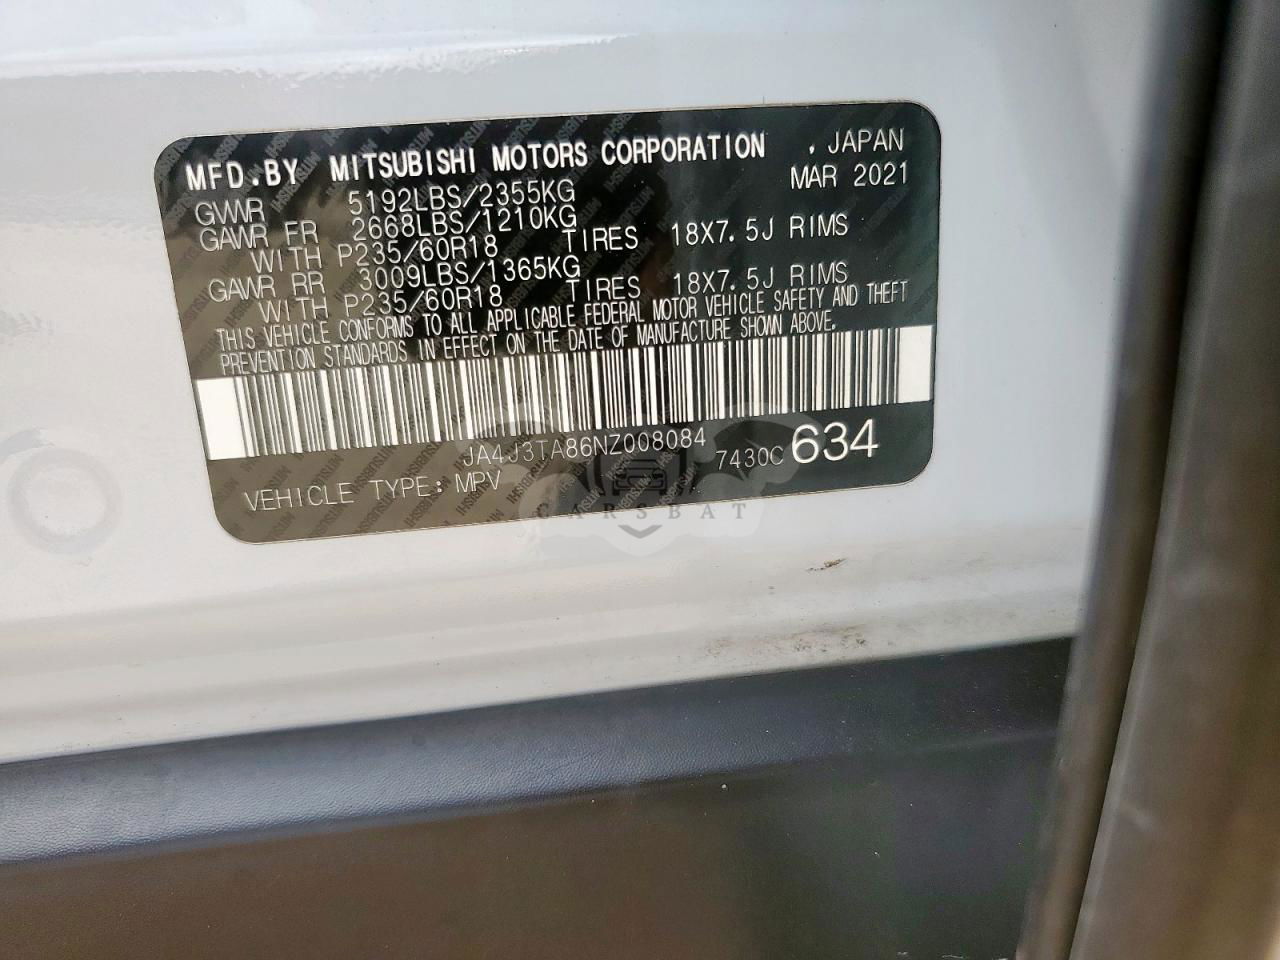 MFD.BY MITSUBISHI MOTORS CORPORATION , JAPAN
MAR 2021
GVWR 5192LBS/2355KG
GAWR FR 2668LBS/1210KG
WITH P235/60R18 TIRES 18X7.5J RIMS
GAWR RR 3009LBS/1365KG
WITH P235/60R18 TIRES 18X7.5J RIMS
THIS VEHICLE CONFORMS TO ALL APPLICABLE FEDERAL MOTOR VEHICLE SAFETY AND THEFT
PREVENTION STANDARDS IN EFFECT ON THE DATE OF MANUFACTURE SHOWN ABOVE.
JA4J3TA86NZ008084 7430C 634
VEHICLE TYPE: MPV
CARSBAT